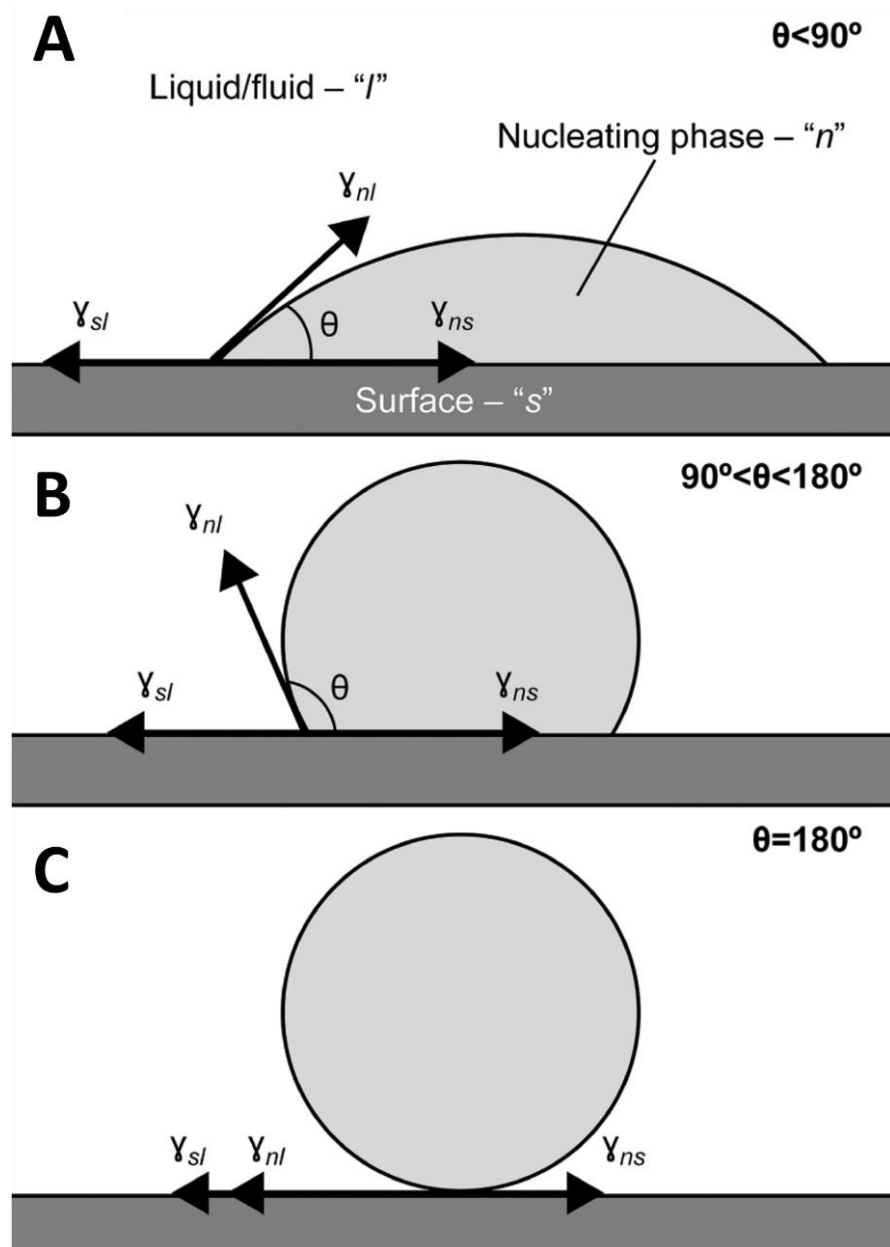 A
θ<90º
Liquid/fluid – “l”
Nucleating phase – “n”
γnl
γsl
θ
γns
Surface – “s”
B
90º<θ<180º
γnl
γsl
θ
γns
C
θ=180º
γsl
γnl
γns